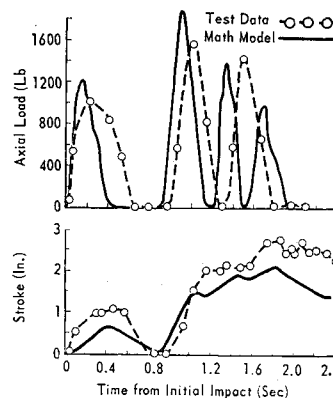 Test Data
Math Model
Axial Load (Lb
1600
1200
800
400
0
Stroke (In.)
3
2
1
0
0 0.4 0.8 1.2 1.6 2.0 2.
Time from Initial Impact (Sec)